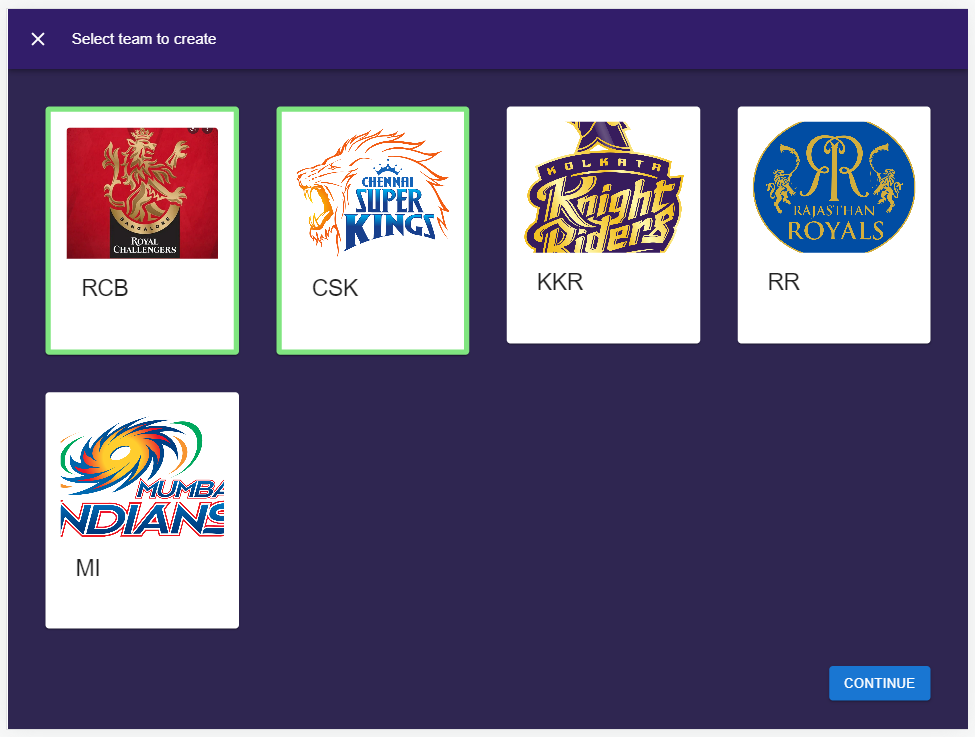 Select team to create
BANGALORE
ROYAL
CHALLENGERS
RCB
CHENNAI
SUPER
KINGS
CSK
KOLKATA
Knight
Riders
KKR
RR
RAJASTHAN
ROYALS
RR
MUMBA
NDIANS
MI
CONTINUE